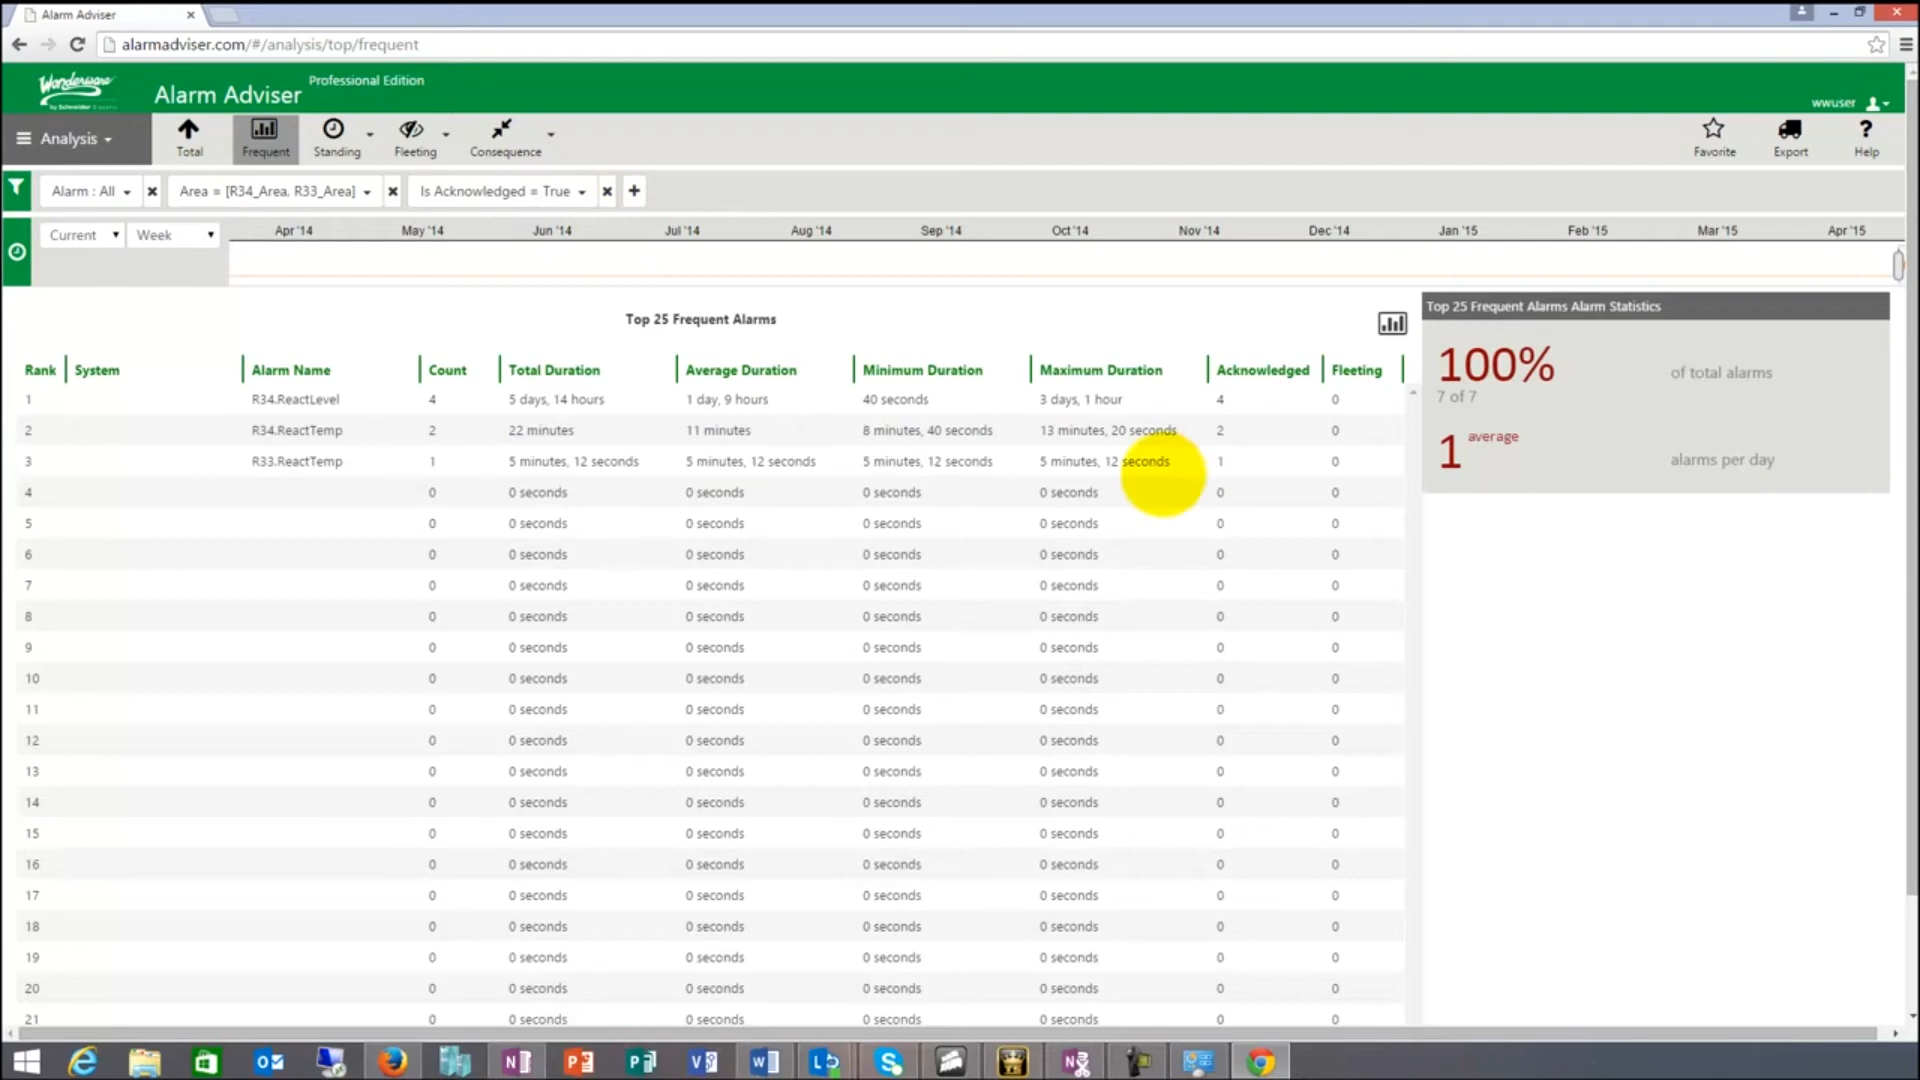 Alarm Adviser
alarmadviser.com/#/analysis/top/frequent
Wonderware
Professional Edition
Alarm Adviser
wwuser
Analysis
Total Frequent Standing Fleeting Consequence Favorite Export Help
Alarm : All Area = [R34_Area, R33_Area] Is Acknowledged = True
Current Week Apr '14 May '14 Jun '14 Jul '14 Aug '14 Sep '14 Oct '14 Nov '14 Dec '14 Jan '15 Feb '15 Mar '15 Apr '15
Top 25 Frequent Alarms
Top 25 Frequent Alarms Alarm Statistics
100% of total alarms
7 of 7
1 average alarms per day
Rank System Alarm Name Count Total Duration Average Duration Minimum Duration Maximum Duration Acknowledged Fleeting
1 R34.ReactLevel 4 5 days, 14 hours 1 day, 9 hours 40 seconds 3 days, 1 hour 4 0
2 R34.ReactTemp 2 22 minutes 11 minutes 8 minutes, 40 seconds 13 minutes, 20 seconds 2 0
3 R33.ReactTemp 1 5 minutes, 12 seconds 5 minutes, 12 seconds 5 minutes, 12 seconds 5 minutes, 12 seconds 1 0
4 0 0 seconds 0 seconds 0 seconds 0 seconds 0 0
5 0 0 seconds 0 seconds 0 seconds 0 seconds 0 0
6 0 0 seconds 0 seconds 0 seconds 0 seconds 0 0
7 0 0 seconds 0 seconds 0 seconds 0 seconds 0 0
8 0 0 seconds 0 seconds 0 seconds 0 seconds 0 0
9 0 0 seconds 0 seconds 0 seconds 0 seconds 0 0
10 0 0 seconds 0 seconds 0 seconds 0 seconds 0 0
11 0 0 seconds 0 seconds 0 seconds 0 seconds 0 0
12 0 0 seconds 0 seconds 0 seconds 0 seconds 0 0
13 0 0 seconds 0 seconds 0 seconds 0 seconds 0 0
14 0 0 seconds 0 seconds 0 seconds 0 seconds 0 0
15 0 0 seconds 0 seconds 0 seconds 0 seconds 0 0
16 0 0 seconds 0 seconds 0 seconds 0 seconds 0 0
17 0 0 seconds 0 seconds 0 seconds 0 seconds 0 0
18 0 0 seconds 0 seconds 0 seconds 0 seconds 0 0
19 0 0 seconds 0 seconds 0 seconds 0 seconds 0 0
20 0 0 seconds 0 seconds 0 seconds 0 seconds 0 0
21 0 0 seconds 0 seconds 0 seconds 0 seconds 0 0